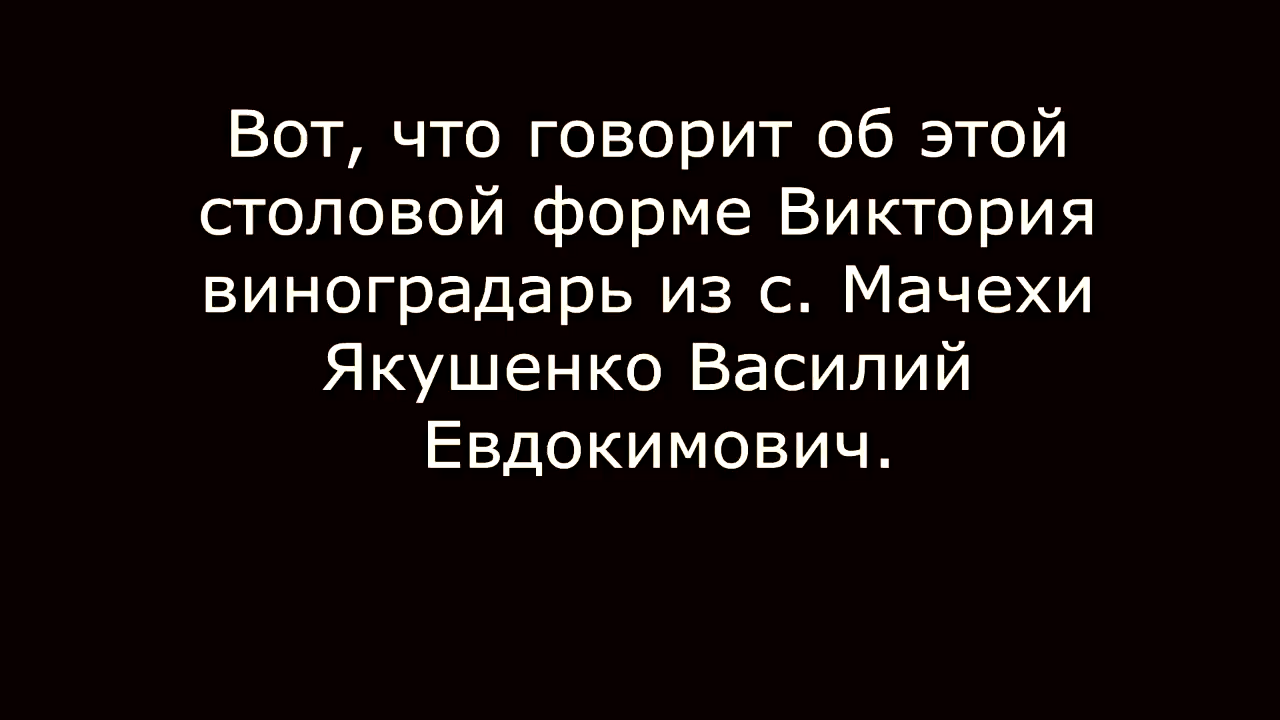 Вот, что говорит об этой
столовой форме Виктория
виноградарь из с. Мачехи
Якушенко Василий
Евдокимович.